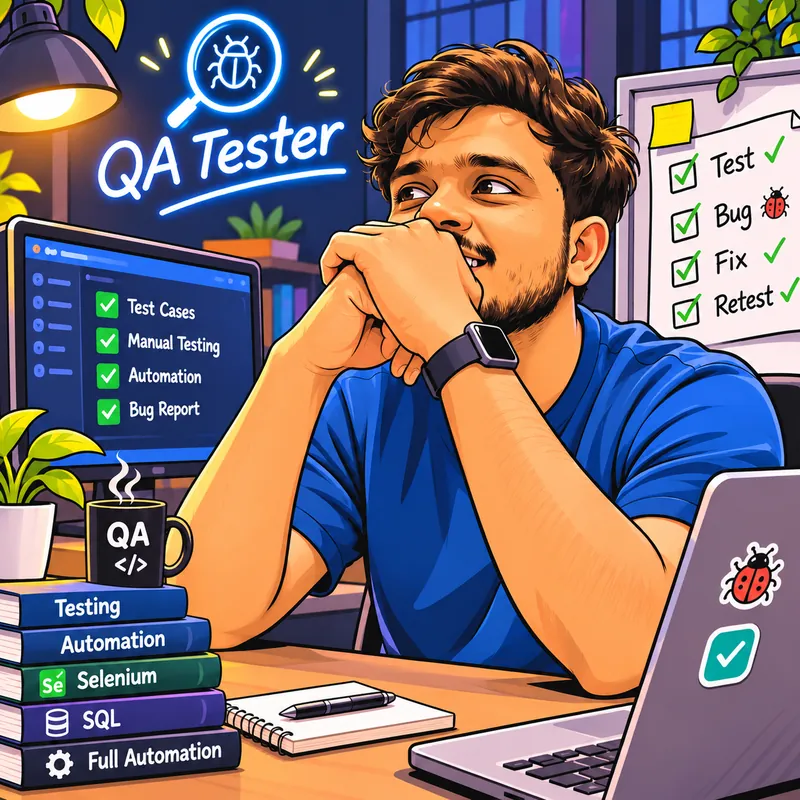 QA Tester
Test
Bug
Fix
Retest
Test Cases
Manual Testing
Automation
Bug Report
QA
</>
Testing
Automation
Se Selenium
SQL
Full Automation